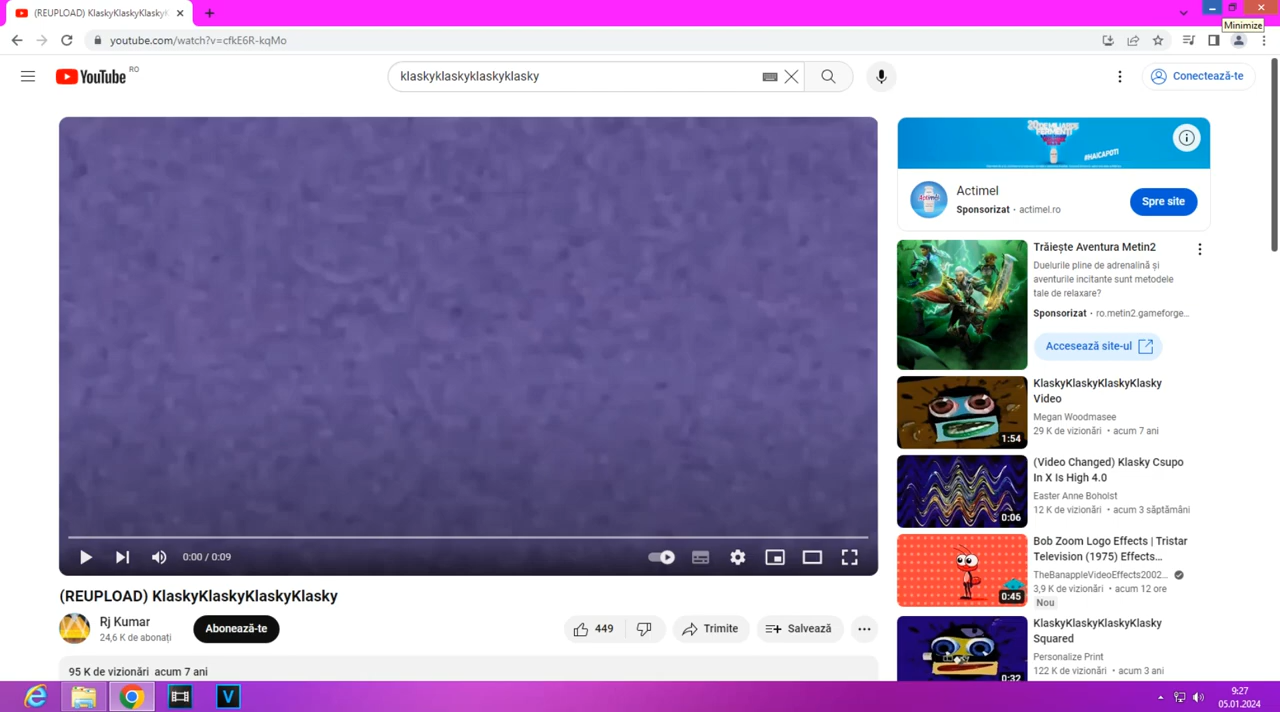 (REUPLOAD) KlaskyKlaskyKlasky
Minimize
youtube.com/watch?v=cfkE6R-kqMo
YouTube RO
klaskyklaskyklaskyklasky
Conectează-te
#HAICAPOTI
Actimel
Sponsorizat · actimel.ro
Spre site
Trăiește Aventura Metin2
Duelurile pline de adrenalină și
aventurile incitante sunt metodele
tale de relaxare?
Sponsorizat · ro.metin2.gameforge...
Accesează site-ul
KlaskyKlaskyKlaskyKlasky
Video
Megan Woodmasee
29 K de vizionări • acum 7 ani
1:54
(Video Changed) Klasky Csupo
In X Is High 4.0
Easter Anne Boholst
12 K de vizionări • acum 3 săptămâni
0:06
Bob Zoom Logo Effects | Tristar
Television (1975) Effects...
TheBanappleVideoEffects2002...
3,9 K de vizionări • acum 12 ore
Nou
0:45
KlaskyKlaskyKlaskyKlasky
Squared
Personalize Print
122 K de vizionări • acum 3 ani
0:32
0:00 / 0:09
(REUPLOAD) KlaskyKlaskyKlaskyKlasky
Rj Kumar
24,6 K de abonați
Abonează-te
449
Trimite
Salvează
95 K de vizionări acum 7 ani
9:27
05.01.2024